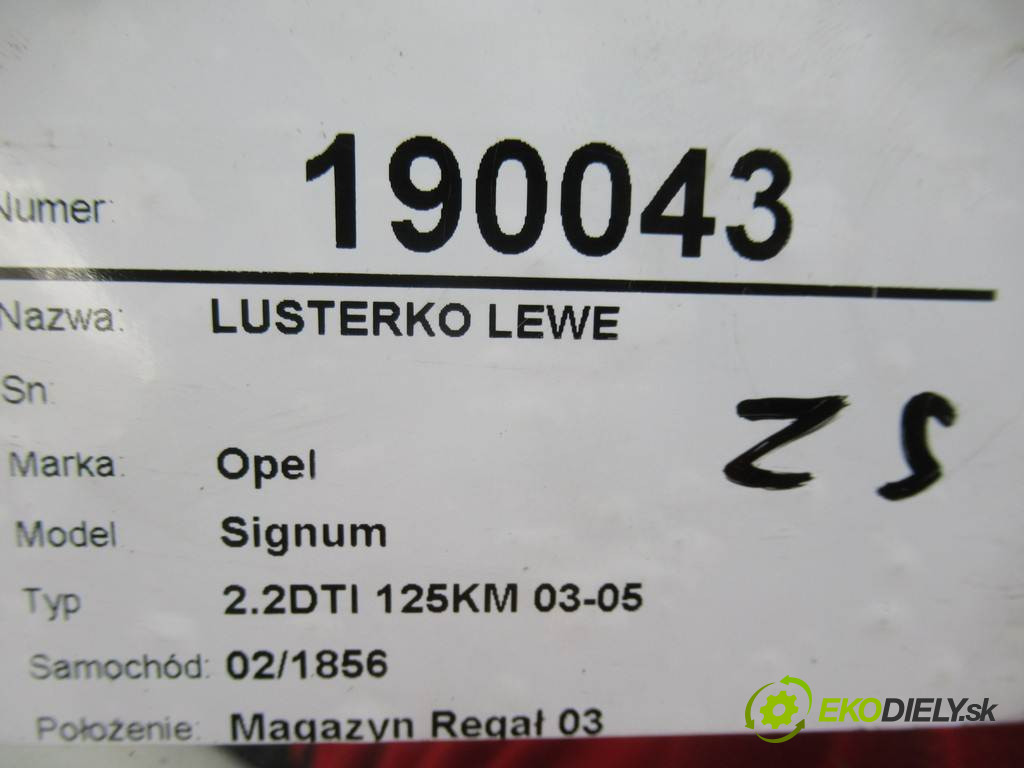 Numer: 190043
Nazwa: LUSTERKO LEWE
Sn:
Marka: Opel
Model Signum
Typ 2.2DTI 125KM 03-05
Samochód: 02/1856
Położenie: Magazyn Regał 03
EKODIELY.sk